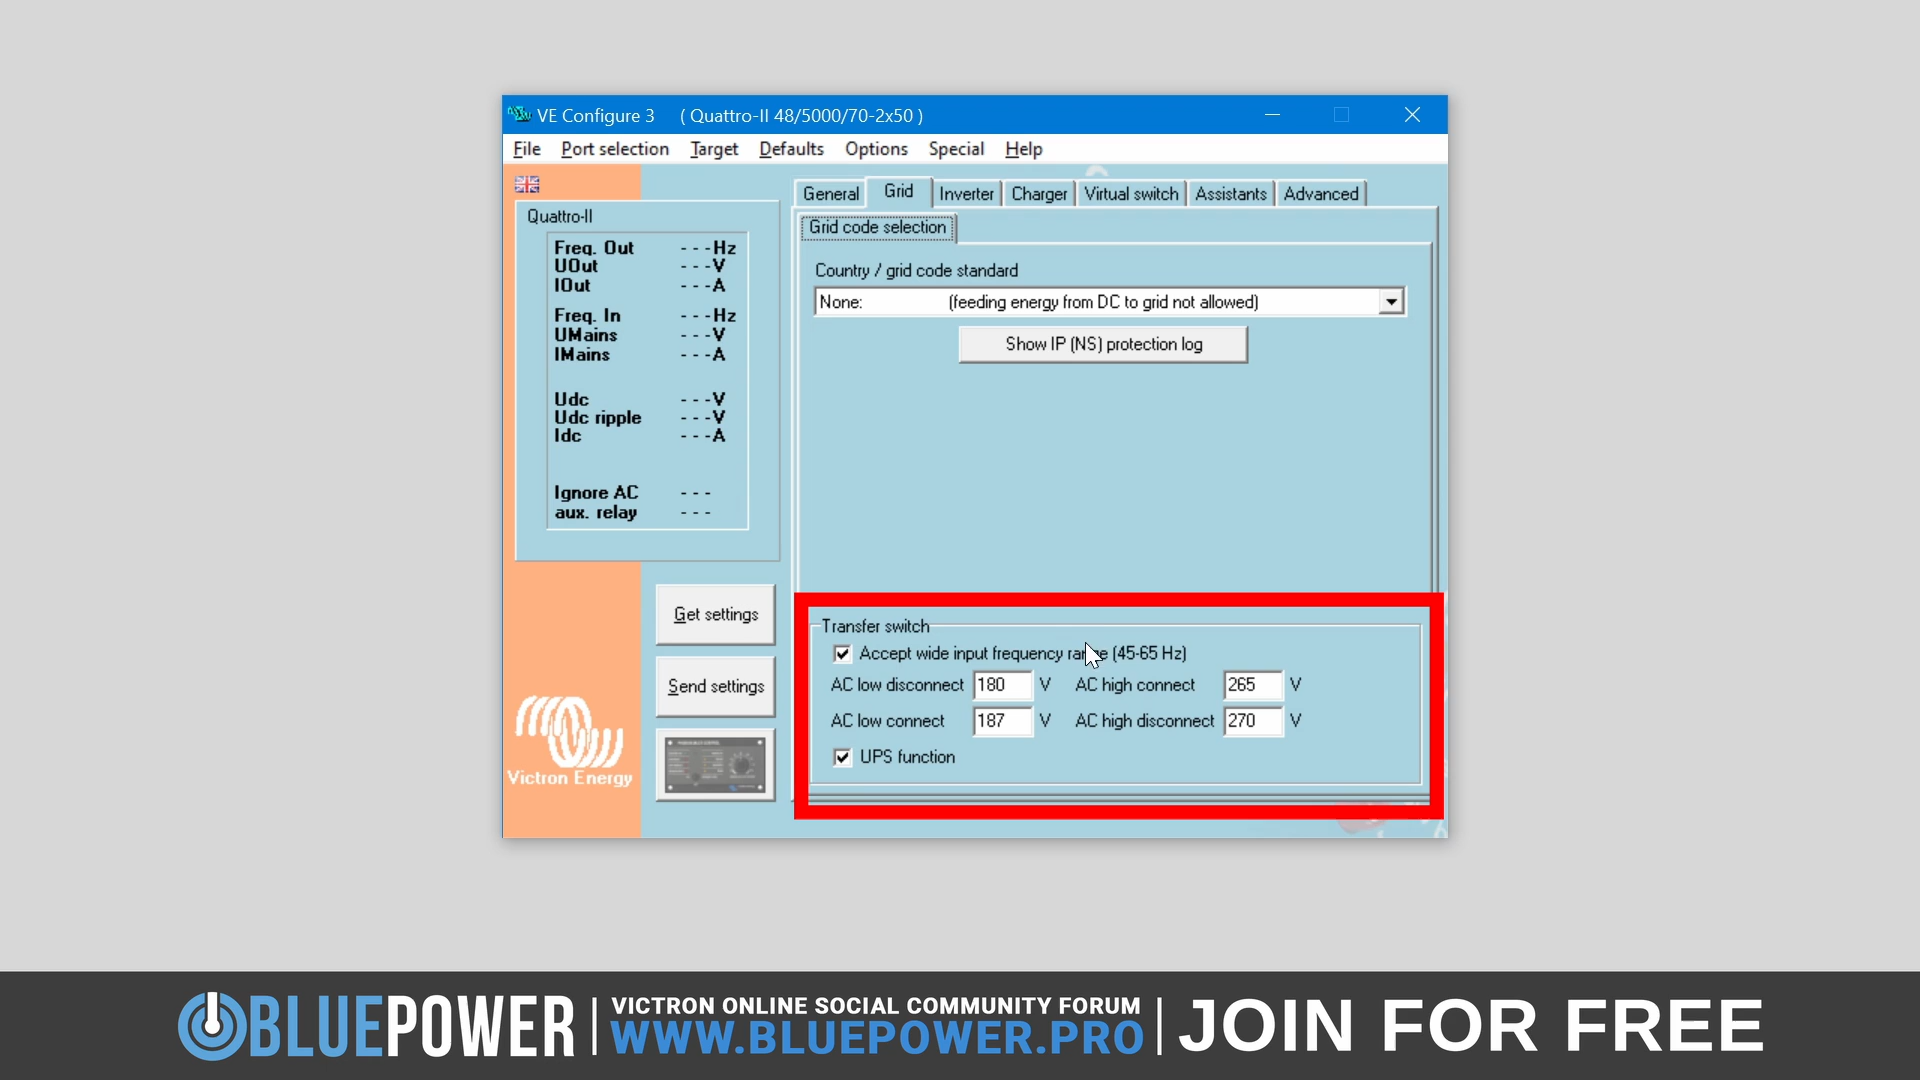 VE Configure 3 ( Quattro-II 48/5000/70-2x50 )
File Port selection Target Defaults Options Special Help
General Grid Inverter Charger Virtual switch Assistants Advanced
Quattro-II
Freq. Out - - -Hz
UOut - - -V
IOut - - -A
Freq. In - - -Hz
UMains - - -V
IMains - - -A
Udc - - -V
Udc ripple - - -V
Idc - - -A
Ignore AC - - -
aux. relay - - -
Grid code selection
Country / grid code standard
None: (feeding energy from DC to grid not allowed)
Show IP (NS) protection log
Get settings
Send settings
Victron Energy
Transfer switch
Accept wide input frequency range (45-65 Hz)
AC low disconnect 180 V AC high connect 265 V
AC low connect 187 V AC high disconnect 270 V
UPS function
BLUEPOWER
VICTRON ONLINE SOCIAL COMMUNITY FORUM
WWW.BLUEPOWER.PRO
JOIN FOR FREE